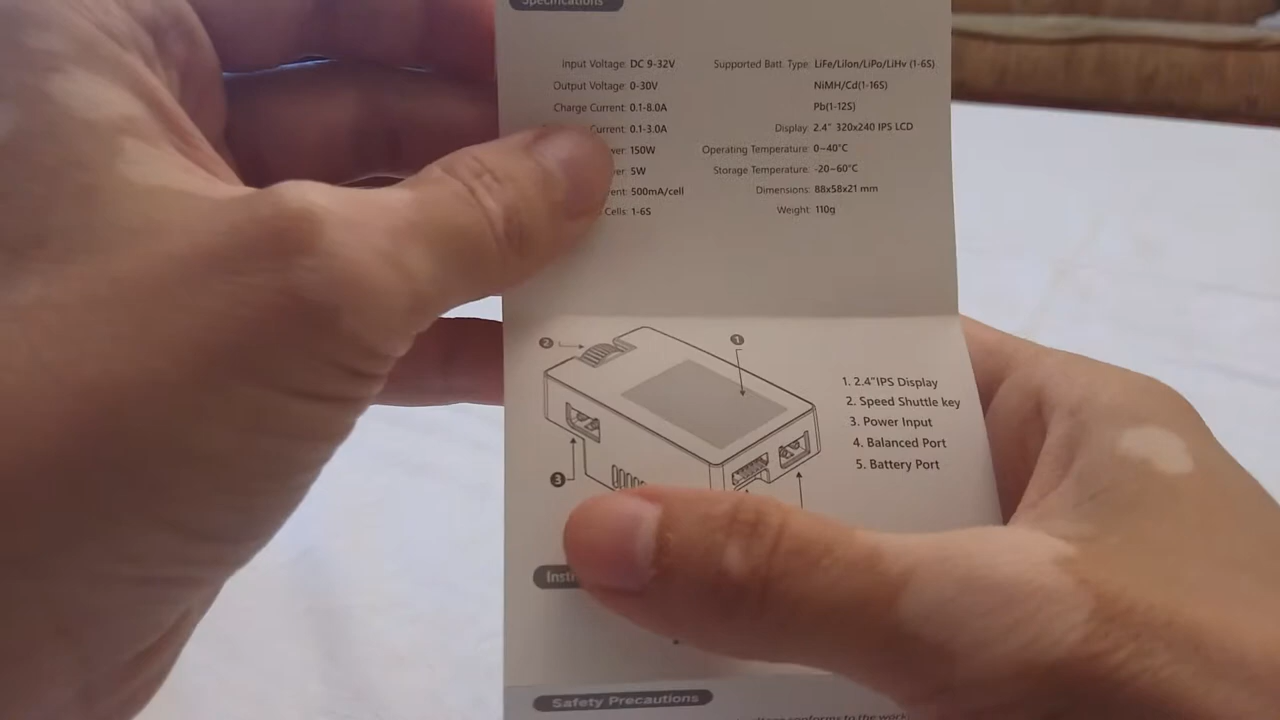 Specifications
Input Voltage: DC 9-32V
Output Voltage: 0-30V
Charge Current: 0.1-8.0A
Current: 0.1-3.0A
150W
5W
500mA/cell
Cells: 1-6S
Supported Batt. Type: LiFe/LiIon/LiPo/LiHv (1-6S)
NiMH/Cd(1-16S)
Pb(1-12S)
Display: 2.4" 320x240 IPS LCD
Operating Temperature: 0~40°C
Storage Temperature: -20~60°C
Dimensions: 88x58x21 mm
Weight: 110g
2
1
3
1. 2.4"IPS Display
2. Speed Shuttle key
3. Power Input
4. Balanced Port
5. Battery Port
Safety Precautions
conforms to the work